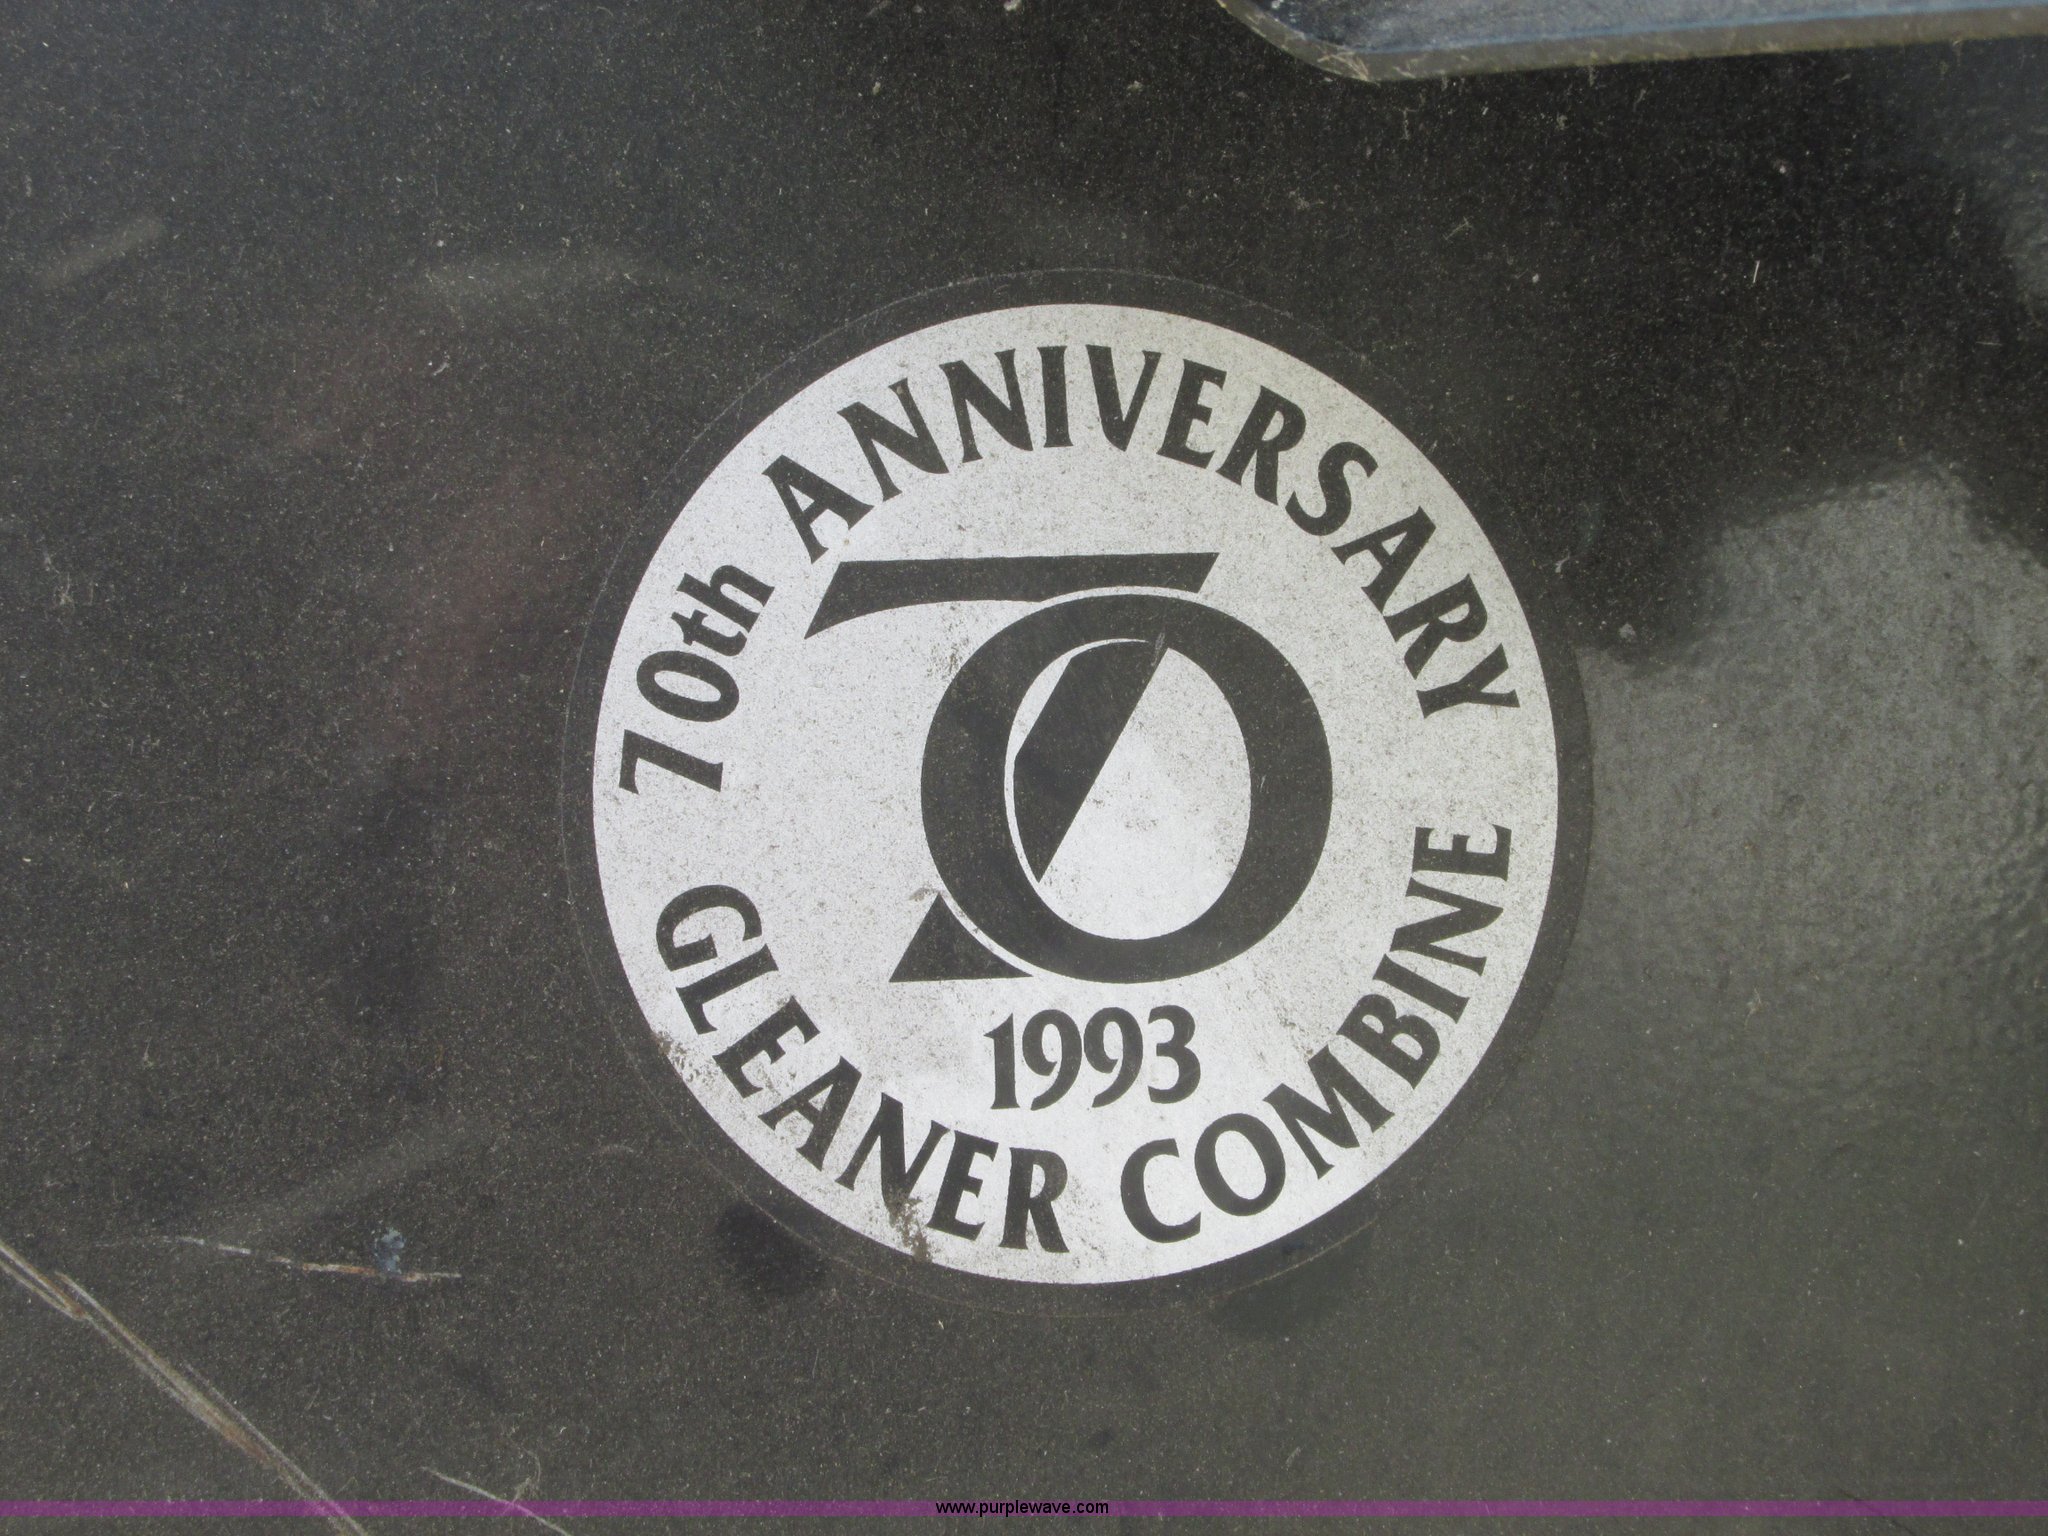 70th ANNIVERSARY
70
1993
GLEANER COMBINE
www.purplewave.com